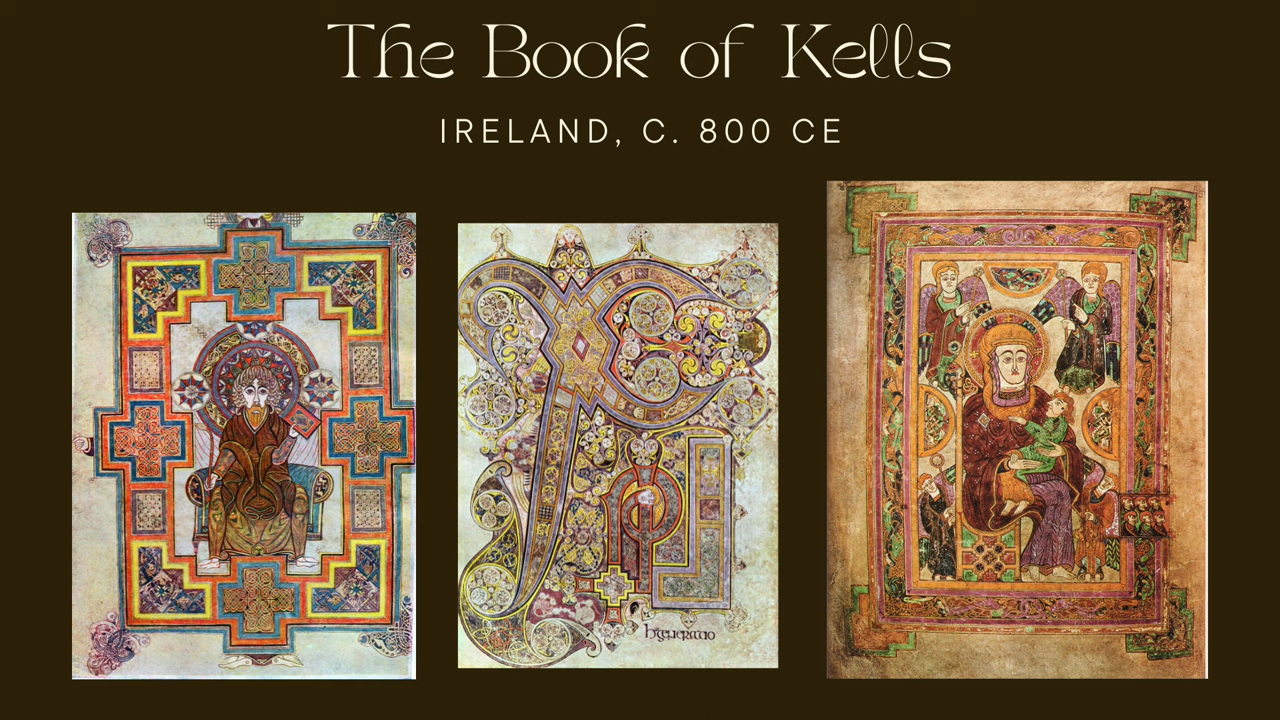 The Book of Kells
IRELAND, C. 800 CE